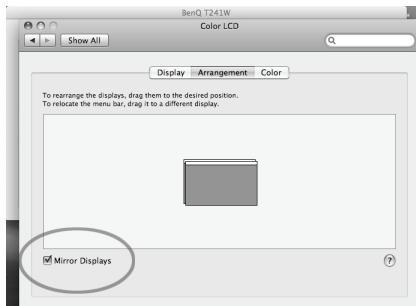 BenQ T241W
Color LCD
Show All
Display Arrangement Color
To rearrange the displays, drag them to the desired position.
To relocate the menu bar, drag it to a different display.
Mirror Displays
?